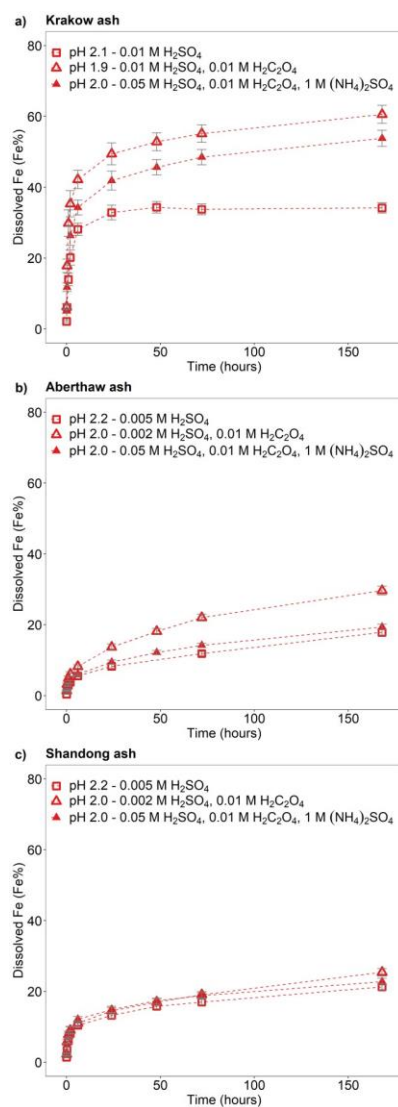 a) Krakow ash
pH 2.1 - 0.01 M H₂SO₄
pH 1.9 - 0.01 M H₂SO₄, 0.01 M H₂C₂O₄
pH 2.0 - 0.05 M H₂SO₄, 0.01 M H₂C₂O₄, 1 M (NH₄)₂SO₄
Dissolved Fe (Fe%)
80
60
40
20
0
0 50 100 150
Time (hours)
b) Aberthaw ash
pH 2.2 - 0.005 M H₂SO₄
pH 2.0 - 0.002 M H₂SO₄, 0.01 M H₂C₂O₄
pH 2.0 - 0.05 M H₂SO₄, 0.01 M H₂C₂O₄, 1 M (NH₄)₂SO₄
Dissolved Fe (Fe%)
80
60
40
20
0
0 50 100 150
Time (hours)
c) Shandong ash
pH 2.2 - 0.005 M H₂SO₄
pH 2.0 - 0.002 M H₂SO₄, 0.01 M H₂C₂O₄
pH 2.0 - 0.05 M H₂SO₄, 0.01 M H₂C₂O₄, 1 M (NH₄)₂SO₄
Dissolved Fe (Fe%)
80
60
40
20
0
0 50 100 150
Time (hours)